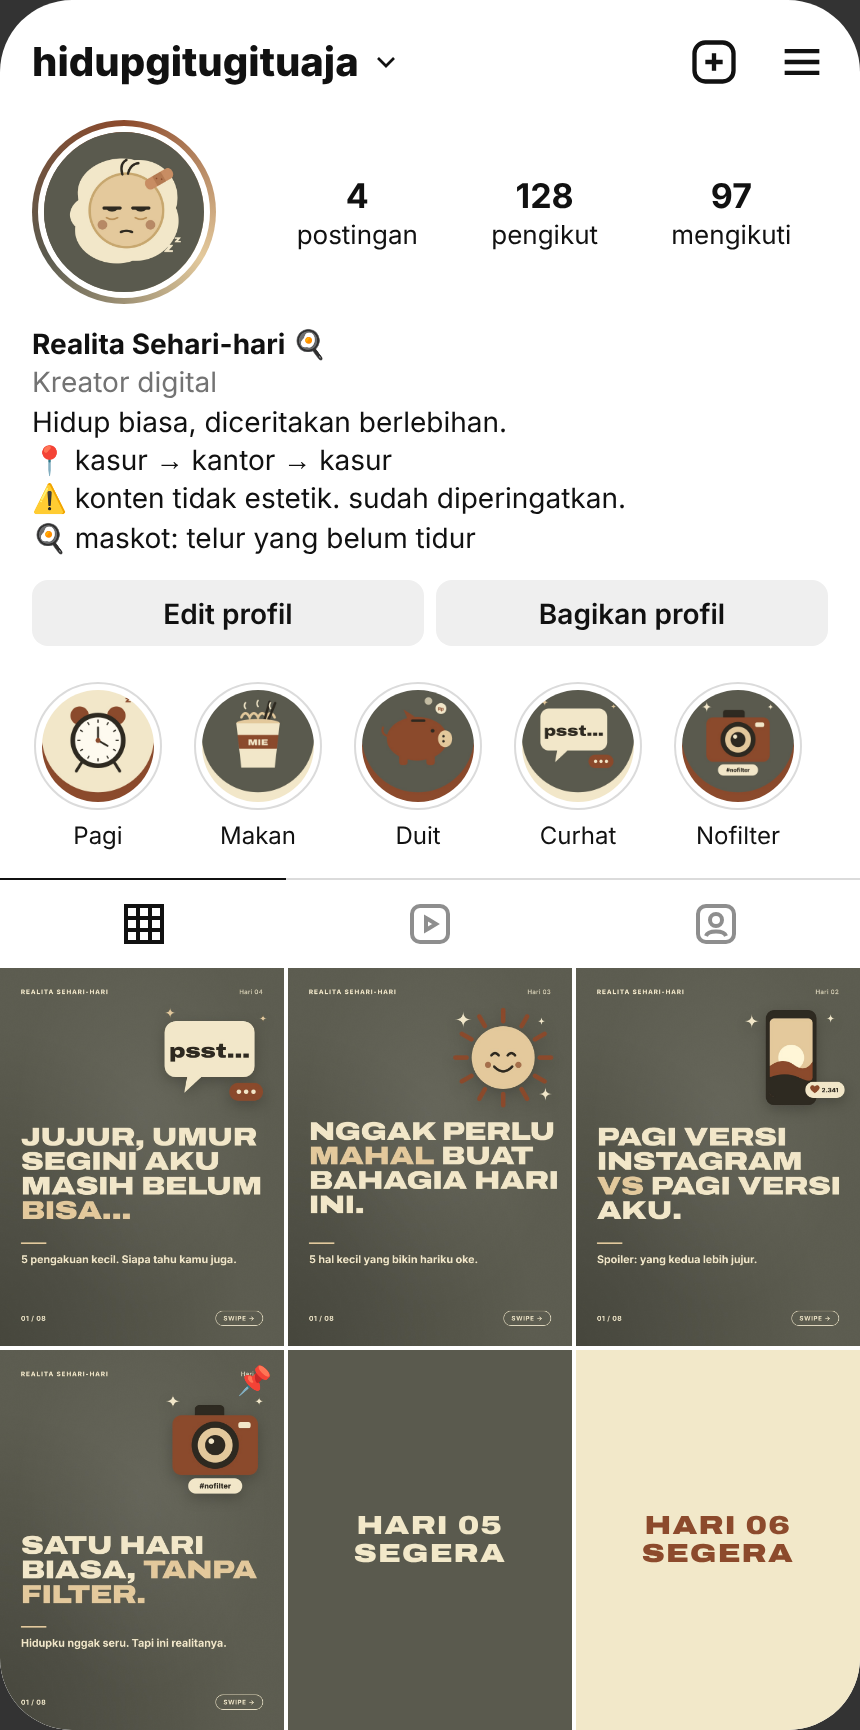 hidupgitugituaja
4 128 97
postingan pengikut mengikuti
z
z
Realita Sehari-hari 🍳
Kreator digital
Hidup biasa, diceritakan berlebihan.
📍 kasur → kantor → kasur
⚠️ konten tidak estetik. sudah diperingatkan.
🍳 maskot: telur yang belum tidur
Edit profil Bagikan profil
MIE
Rp
psst...
#nofilter
Pagi Makan Duit Curhat Nofilter
REALITA SEHARI-HARI Hari 04
psst...
JUJUR, UMUR
SEGINI AKU
MASIH BELUM
BISA...
5 pengakuan kecil. Siapa tahu kamu juga.
01 / 08 SWIPE →
REALITA SEHARI-HARI Hari 03
NGGAK PERLU
MAHAL BUAT
BAHAGIA HARI
INI.
5 hal kecil yang bikin hariku oke.
01 / 08 SWIPE →
REALITA SEHARI-HARI Hari 02
2.341
PAGI VERSI
INSTAGRAM
VS PAGI VERSI
AKU.
Spoiler: yang kedua lebih jujur.
01 / 08 SWIPE →
REALITA SEHARI-HARI
#nofilter
SATU HARI
BIASA, TANPA
FILTER.
Hidupku nggak seru. Tapi ini realitanya.
01 / 08 SWIPE →
HARI 05
SEGERA
HARI 06
SEGERA